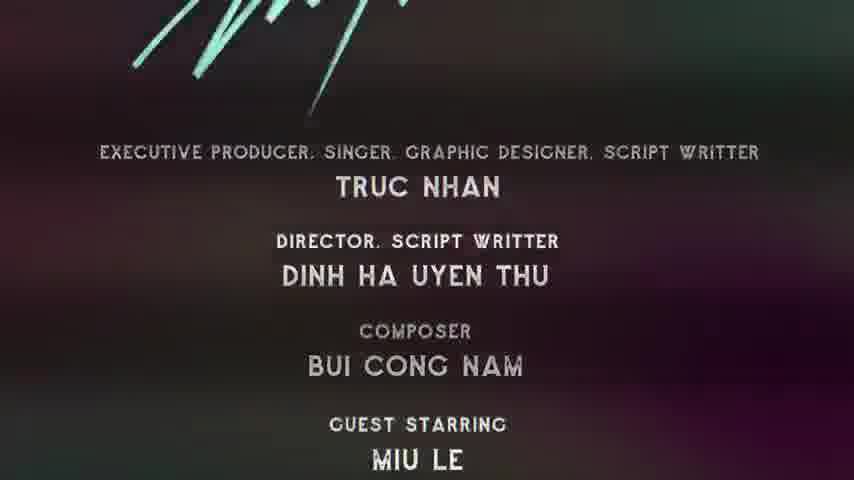 EXECUTIVE PRODUCER. SINGER. GRAPHIC DESIGNER. SCRIPT WRITTER
TRUC NHAN
DIRECTOR. SCRIPT WRITTER
DINH HA UYEN THU
COMPOSER
BUI CONG NAM
GUEST STARRING
MIU LE